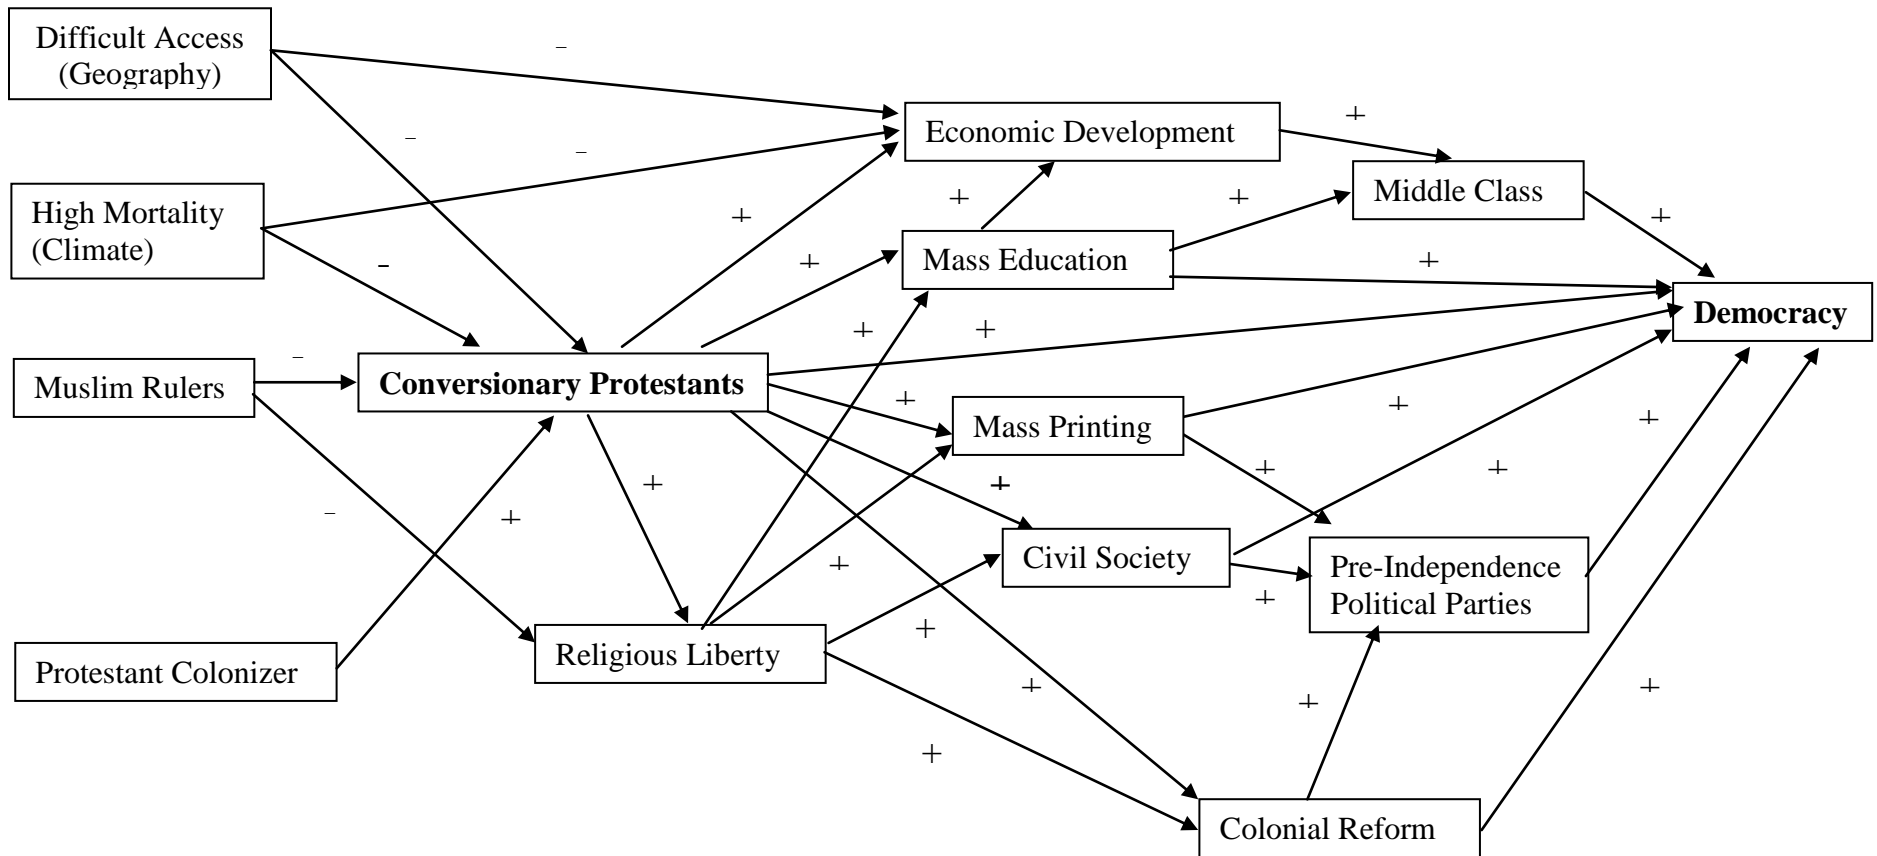 Difficult Access
(Geography)
−
−
+
Economic Development
−
Middle Class
High Mortality
(Climate)
+
+
+
+
Mass Education
+
+
-
Democracy
+
+
Muslim Rulers
−
Conversionary Protestants
+
Mass Printing
+
+
+
+
+
+
−
+
Civil Society
+
Pre-Independence
Political Parties
+
Religious Liberty
+
Protestant Colonizer
+
+
+
+
Colonial Reform